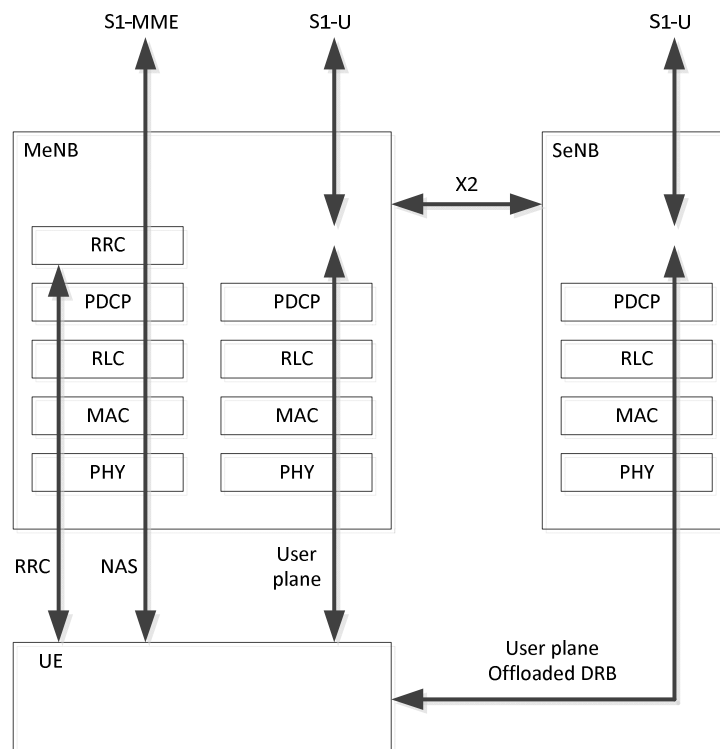 S1-MME
S1-U
S1-U
MeNB
SeNB
X2
RRC
PDCP
PDCP
PDCP
RLC
RLC
RLC
MAC
MAC
MAC
PHY
PHY
PHY
RRC
NAS
User
plane
UE
User plane
Offloaded DRB